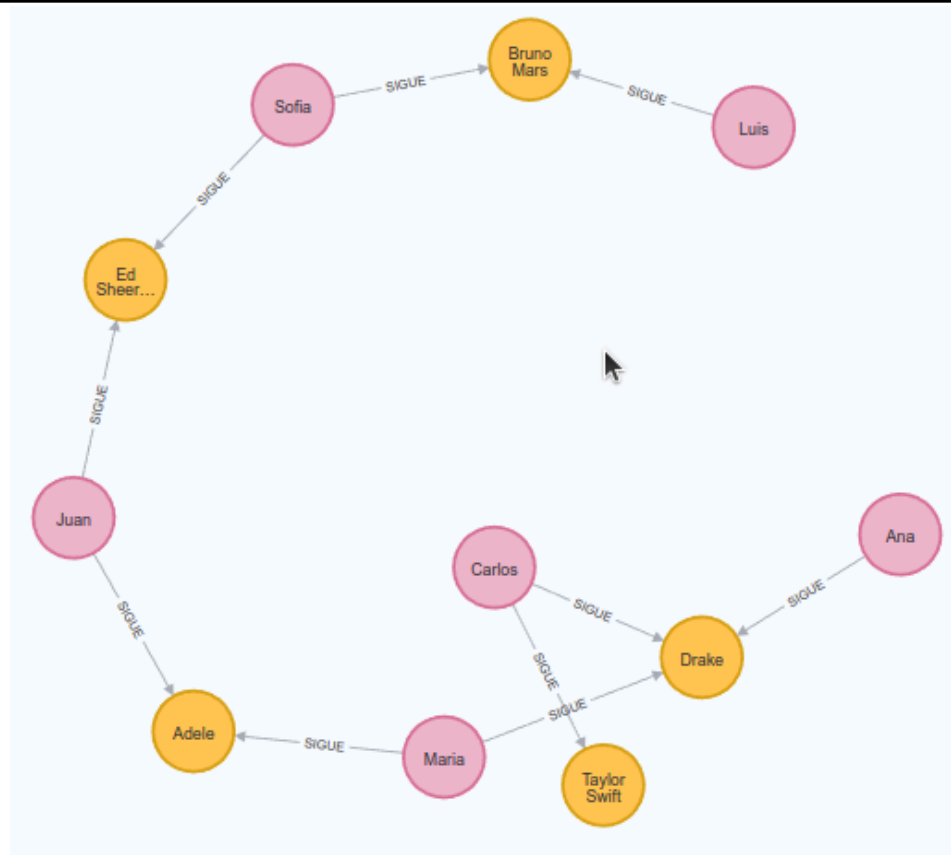 Bruno
Mars
Sofia
SIGUE
SIGUE
Luis
SIGUE
Ed
Sheer...
SIGUE
Juan
SIGUE
Carlos
Ana
SIGUE
SIGUE
SIGUE
Drake
SIGUE
Adele
SIGUE
Maria
Taylor
Swift